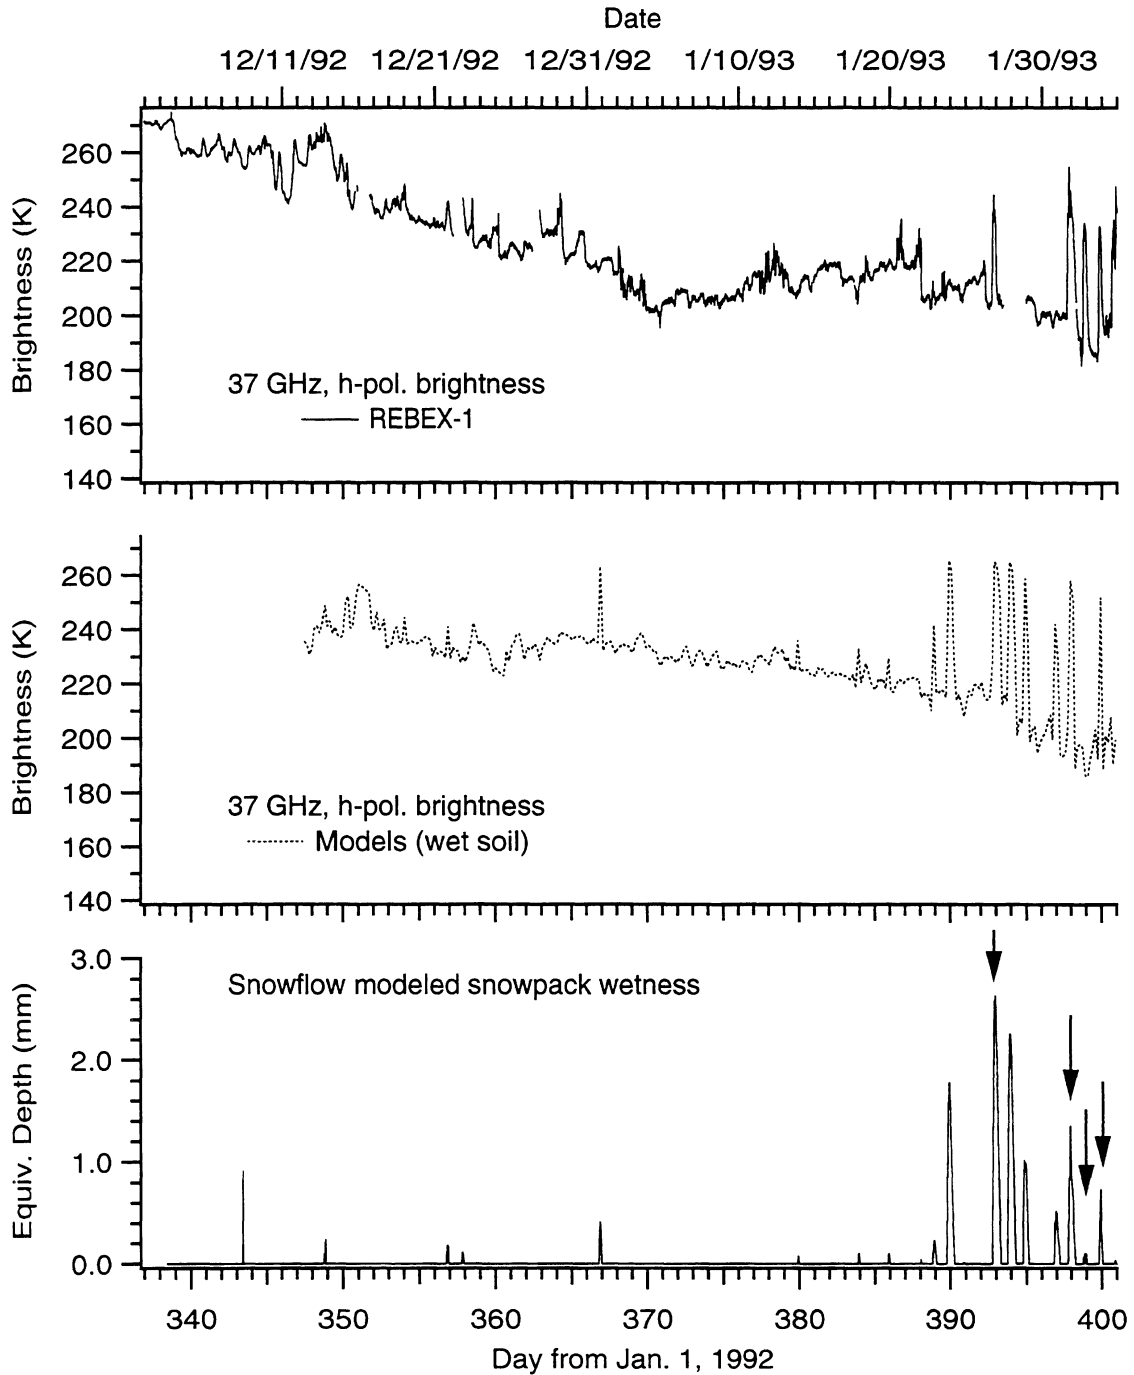 Date
12/11/92 12/21/92 12/31/92 1/10/93 1/20/93 1/30/93
Brightness (K)
260
240
220
200
180
160
140
37 GHz, h-pol. brightness
REBEX-1
Brightness (K)
260
240
220
200
180
160
140
37 GHz, h-pol. brightness
Models (wet soil)
Equiv. Depth (mm)
3.0
2.0
1.0
0.0
Snowflow modeled snowpack wetness
340 350 360 370 380 390 400
Day from Jan. 1, 1992